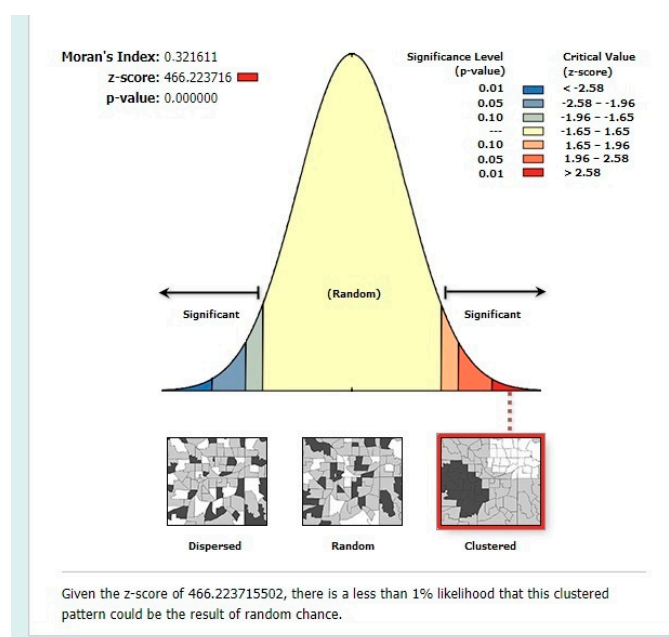 Moran's Index: 0.321611
z-score: 466.223716
p-value: 0.000000
Significance Level
(p-value)
Critical Value
(z-score)
0.01 < -2.58
0.05 -2.58 – -1.96
0.10 -1.96 – -1.65
--- -1.65 – 1.65
0.10 1.65 – 1.96
0.05 1.96 – 2.58
0.01 > 2.58
(Random)
Significant
Significant
Dispersed
Random
Clustered
Given the z-score of 466.223715502, there is a less than 1% likelihood that this clustered
pattern could be the result of random chance.